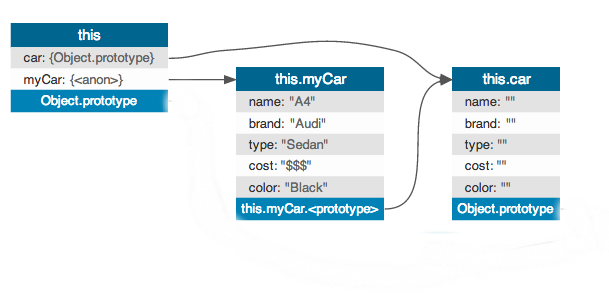 this
car: {Object.prototype}
myCar: {<anon>}
Object.prototype
this.myCar
name: "A4"
brand: "Audi"
type: "Sedan"
cost: "$$$"
color: "Black"
this.myCar.<prototype>
this.car
name: ""
brand: ""
type: ""
cost: ""
color: ""
Object.prototype